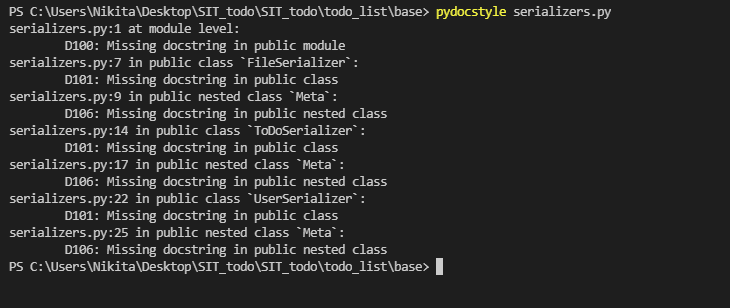 PS C:\Users\Nikita\Desktop\SIT_todo\SIT_todo\todo_list\base> pydocstyle serializers.py
serializers.py:1 at module level:
        D100: Missing docstring in public module
serializers.py:7 in public class `FileSerializer`:
        D101: Missing docstring in public class
serializers.py:9 in public nested class `Meta`:
        D106: Missing docstring in public nested class
serializers.py:14 in public class `ToDoSerializer`:
        D101: Missing docstring in public class
serializers.py:17 in public nested class `Meta`:
        D106: Missing docstring in public nested class
serializers.py:22 in public class `UserSerializer`:
        D101: Missing docstring in public class
serializers.py:25 in public nested class `Meta`:
        D106: Missing docstring in public nested class
PS C:\Users\Nikita\Desktop\SIT_todo\SIT_todo\todo_list\base>